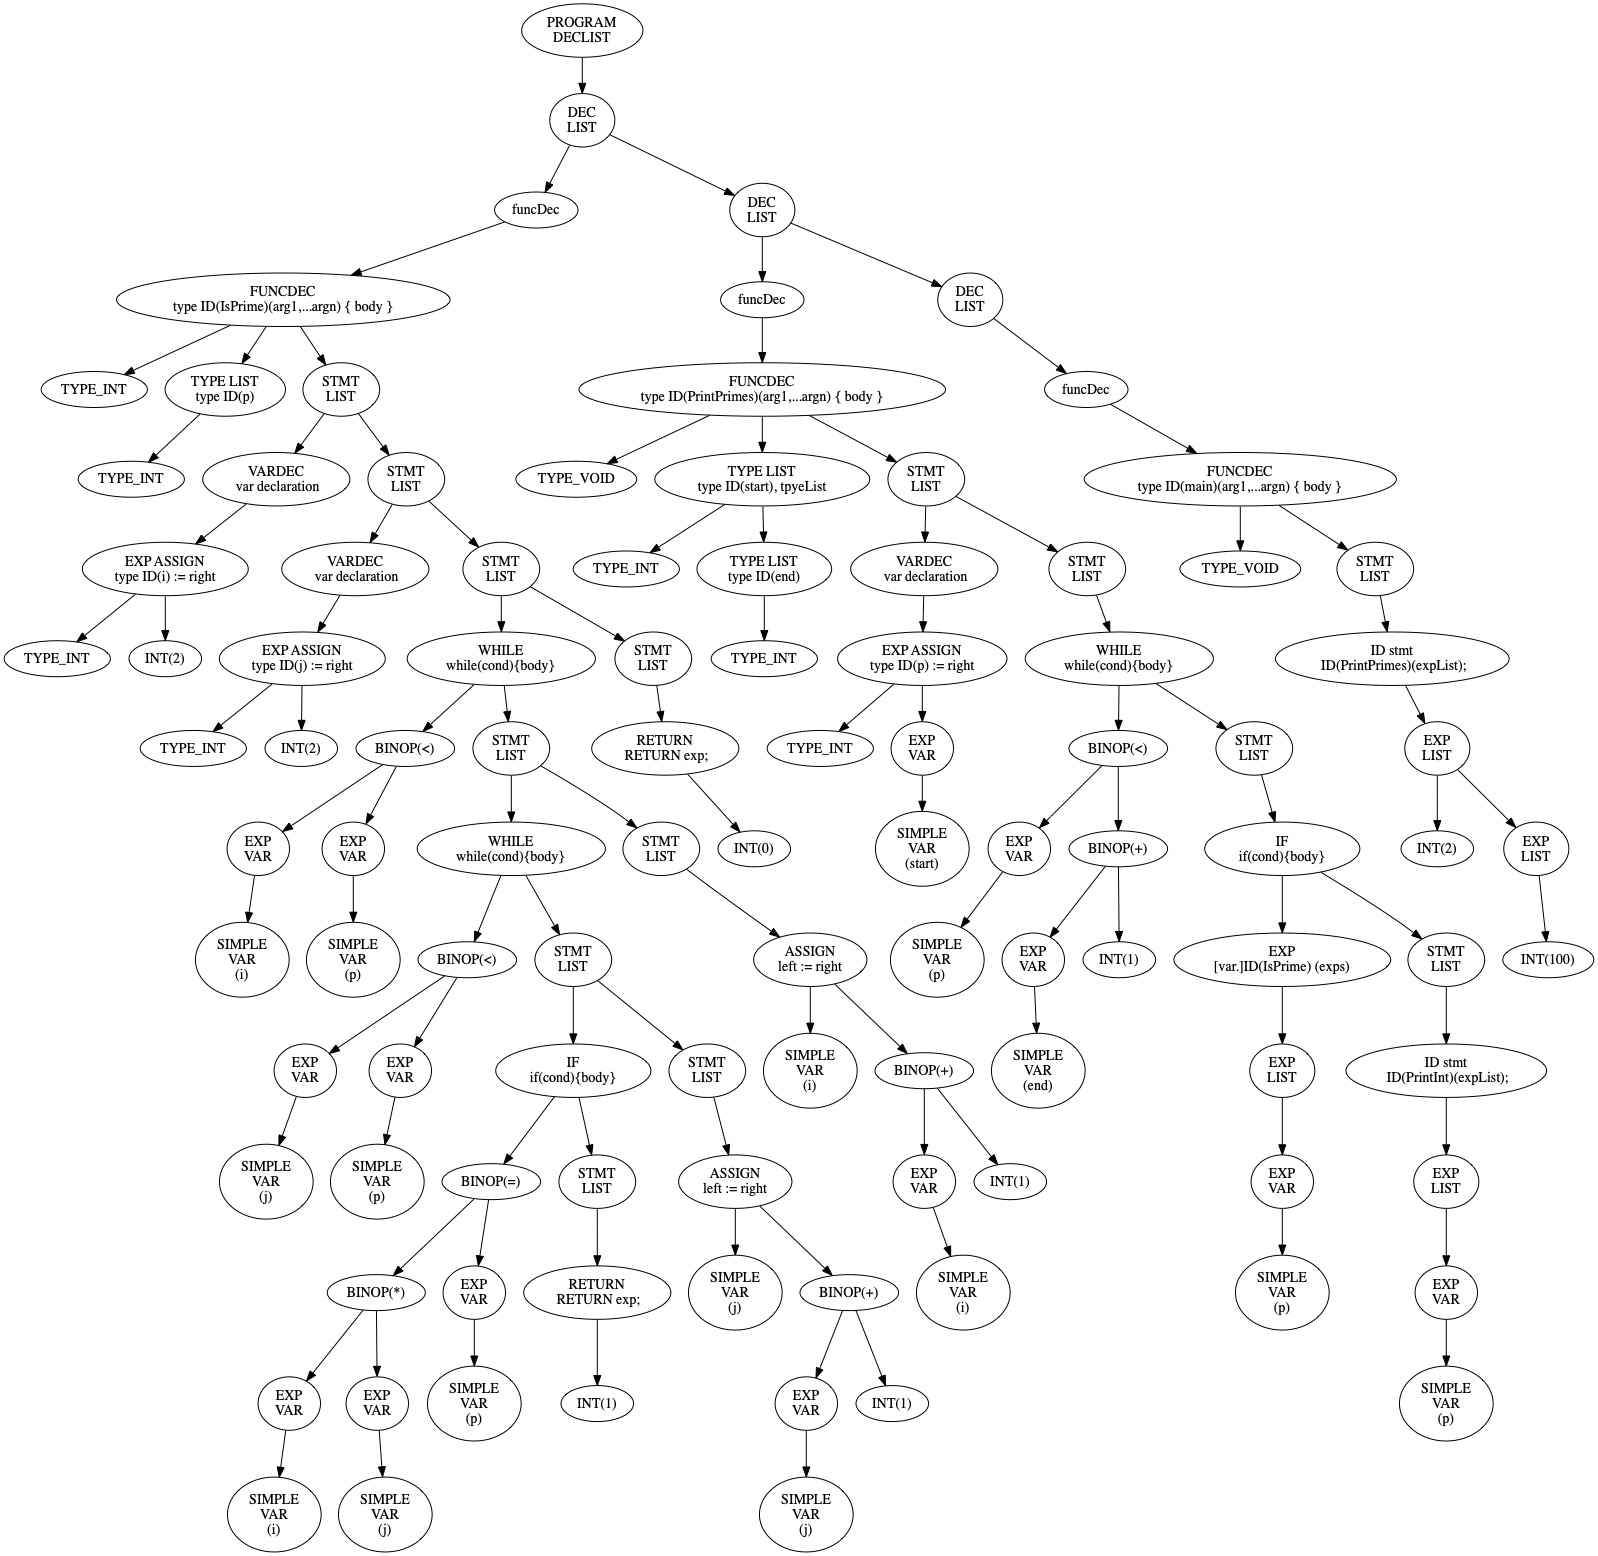 PROGRAM
DECLIST
DEC
LIST
funcDec
DEC
LIST
FUNCDEC
type ID(IsPrime)(arg1,...argn) { body }
funcDec
DEC
LIST
TYPE_INT
TYPE LIST
type ID(p)
STMT
LIST
FUNCDEC
type ID(PrintPrimes)(arg1,...argn) { body }
funcDec
TYPE_INT
VARDEC
var declaration
STMT
LIST
TYPE_VOID
TYPE LIST
type ID(start), tpyeList
STMT
LIST
FUNCDEC
type ID(main)(arg1,...argn) { body }
EXP ASSIGN
type ID(i) := right
VARDEC
var declaration
STMT
LIST
TYPE_INT
TYPE LIST
type ID(end)
VARDEC
var declaration
STMT
LIST
TYPE_VOID
STMT
LIST
TYPE_INT
INT(2)
EXP ASSIGN
type ID(j) := right
WHILE
while(cond){body}
STMT
LIST
TYPE_INT
EXP ASSIGN
type ID(p) := right
WHILE
while(cond){body}
ID stmt
ID(PrintPrimes)(expList);
TYPE_INT
INT(2)
BINOP(<)
STMT
LIST
RETURN
RETURN exp;
TYPE_INT
EXP
VAR
BINOP(<)
STMT
LIST
EXP
LIST
EXP
VAR
EXP
VAR
WHILE
while(cond){body}
STMT
LIST
INT(0)
SIMPLE
VAR
(start)
EXP
VAR
BINOP(+)
IF
if(cond){body}
INT(2)
EXP
LIST
SIMPLE
VAR
(i)
SIMPLE
VAR
(p)
BINOP(<)
STMT
LIST
ASSIGN
left := right
SIMPLE
VAR
(p)
EXP
VAR
INT(1)
EXP
[var.]ID(IsPrime) (exps)
STMT
LIST
INT(100)
EXP
VAR
EXP
VAR
IF
if(cond){body}
STMT
LIST
SIMPLE
VAR
(i)
BINOP(+)
SIMPLE
VAR
(end)
EXP
LIST
ID stmt
ID(PrintInt)(expList);
SIMPLE
VAR
(j)
SIMPLE
VAR
(p)
BINOP(=)
STMT
LIST
ASSIGN
left := right
EXP
VAR
INT(1)
EXP
VAR
EXP
LIST
BINOP(*)
EXP
VAR
RETURN
RETURN exp;
SIMPLE
VAR
(j)
BINOP(+)
SIMPLE
VAR
(i)
SIMPLE
VAR
(p)
EXP
VAR
EXP
VAR
EXP
VAR
SIMPLE
VAR
(p)
INT(1)
EXP
VAR
INT(1)
SIMPLE
VAR
(p)
SIMPLE
VAR
(i)
SIMPLE
VAR
(j)
SIMPLE
VAR
(j)